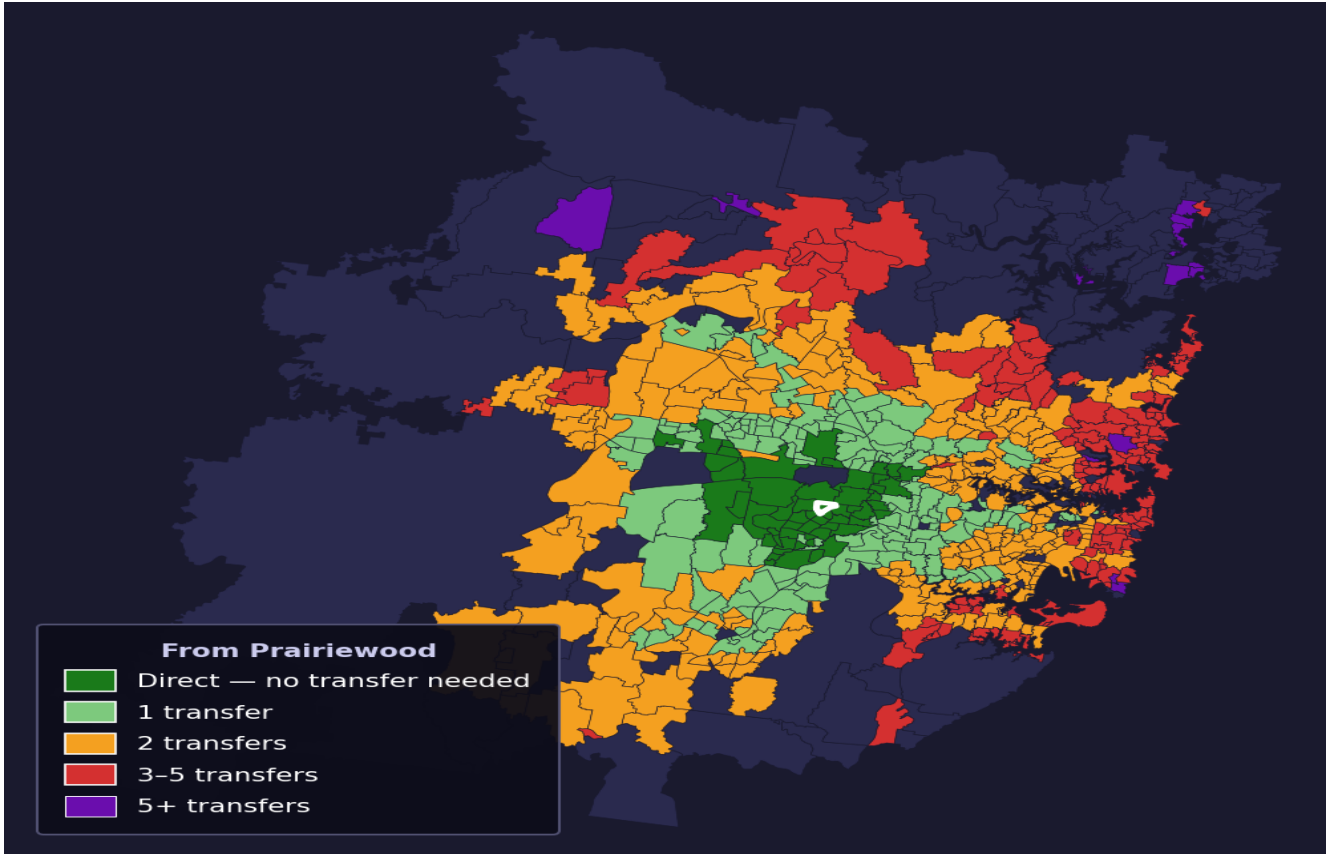 From Prairiewood
Direct — no transfer needed
1 transfer
2 transfers
3–5 transfers
5+ transfers